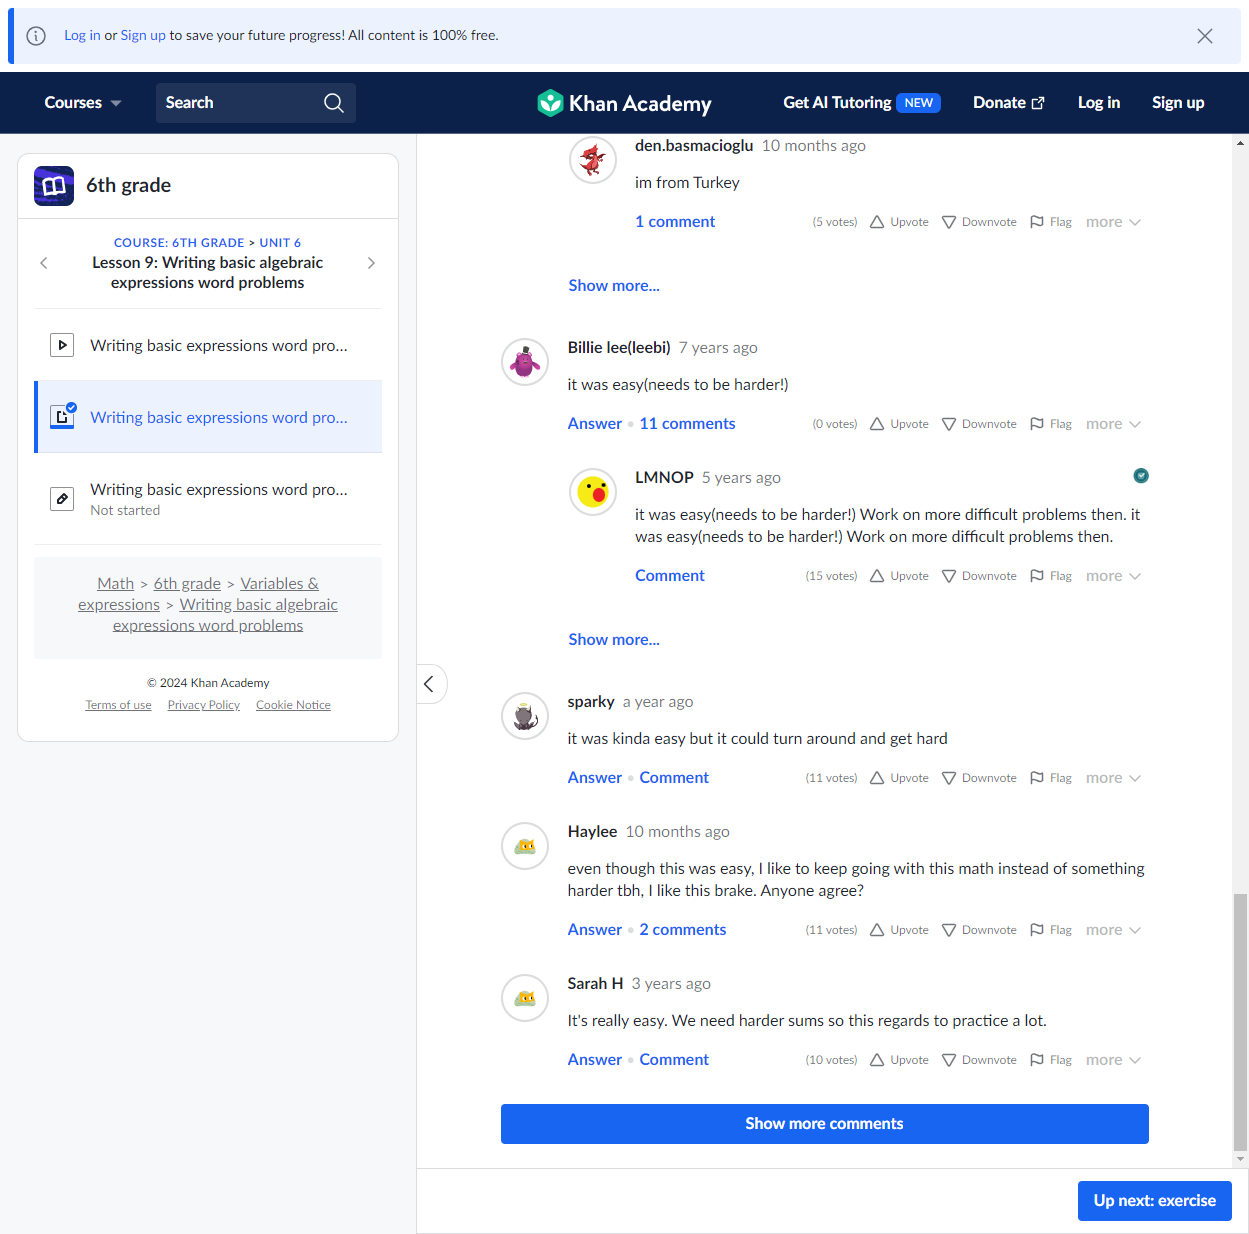 Log in or Sign up to save your future progress! All content is 100% free.
Courses
Search
Khan Academy
Get AI Tutoring NEW
Donate
Log in
Sign up
6th grade
COURSE: 6TH GRADE > UNIT 6
Lesson 9: Writing basic algebraic
expressions word problems
Writing basic expressions word pro...
Writing basic expressions word pro...
Writing basic expressions word pro...
Not started
Math > 6th grade > Variables &
expressions > Writing basic algebraic
expressions word problems
© 2024 Khan Academy
Terms of use Privacy Policy Cookie Notice
den.basmacioglu 10 months ago
im from Turkey
1 comment (5 votes) Upvote Downvote Flag more
Show more...
Billie lee(leebi) 7 years ago
it was easy(needs to be harder!)
Answer • 11 comments (0 votes) Upvote Downvote Flag more
LMNOP 5 years ago
it was easy(needs to be harder!) Work on more difficult problems then. it
was easy(needs to be harder!) Work on more difficult problems then.
Comment (15 votes) Upvote Downvote Flag more
Show more...
sparky a year ago
it was kinda easy but it could turn around and get hard
Answer • Comment (11 votes) Upvote Downvote Flag more
Haylee 10 months ago
even though this was easy, I like to keep going with this math instead of something
harder tbh, I like this brake. Anyone agree?
Answer • 2 comments (11 votes) Upvote Downvote Flag more
Sarah H 3 years ago
It's really easy. We need harder sums so this regards to practice a lot.
Answer • Comment (10 votes) Upvote Downvote Flag more
Show more comments
Up next: exercise